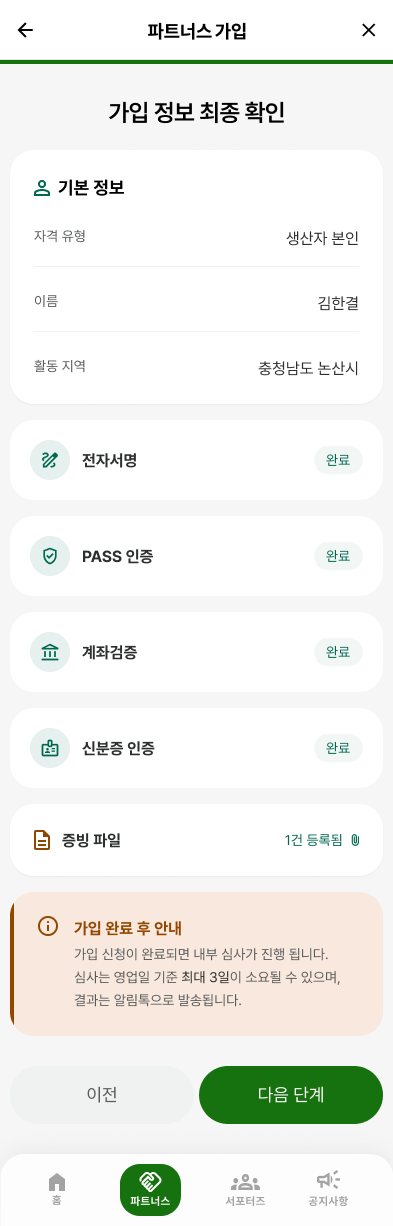 파트너스 가입
가입 정보 최종 확인
기본 정보
자격 유형 생산자 본인
이름 김한결
활동 지역 충청남도 논산시
전자서명 완료
PASS 인증 완료
계좌검증 완료
신분증 인증 완료
증빙 파일 1건 등록됨
가입 완료 후 안내
가입 신청이 완료되면 내부 심사가 진행 됩니다.
심사는 영업일 기준 최대 3일이 소요될 수 있으며,
결과는 알림톡으로 발송됩니다.
이전 다음 단계
홈 파트너스 서포터즈 공지사항